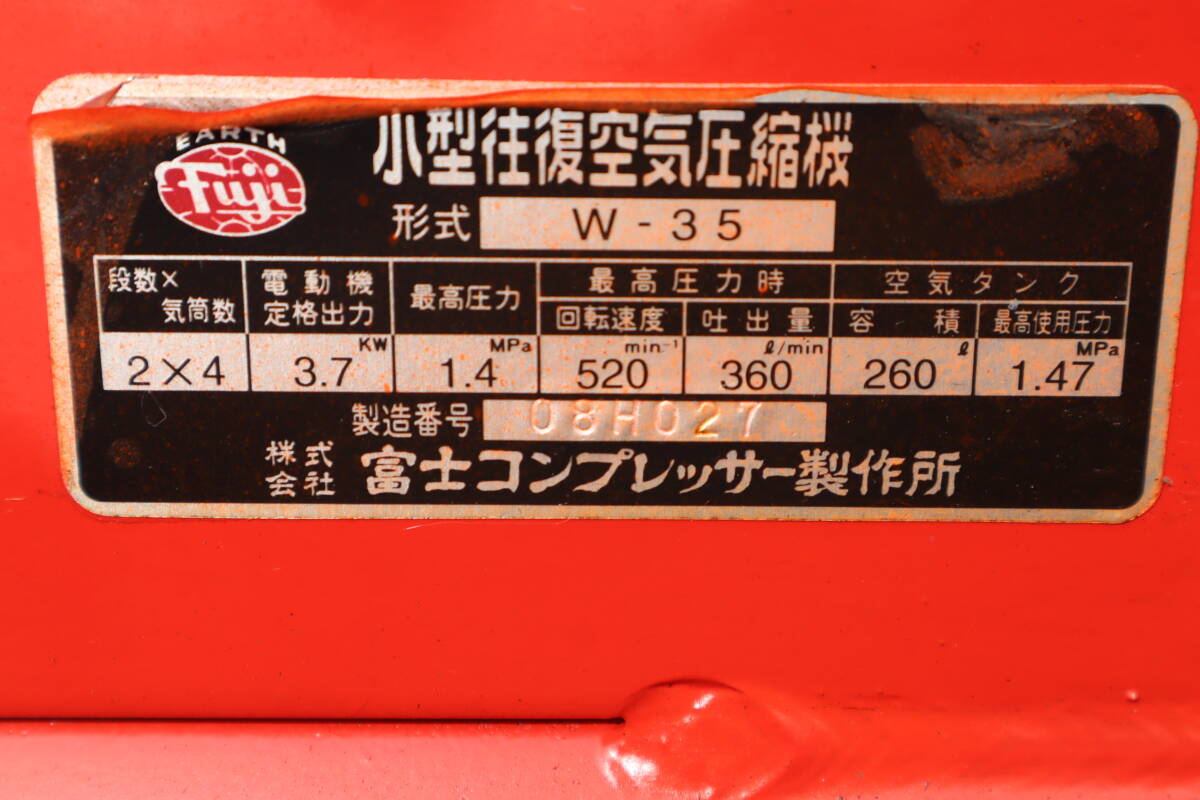 EARTH
Fuji
小型往復空気圧縮機
形式 W-35
段数× 気筒数
電動機 定格出力
最高圧力
最高圧力時
空気タンク
回転速度 吐出量 容積 最高使用圧力
2×4 3.7 KW 1.4 MPa 520 min⁻¹ 360 ℓ/min 260 ℓ 1.47 MPa
製造番号 08H027
株式会社 富士コンプレッサー製作所